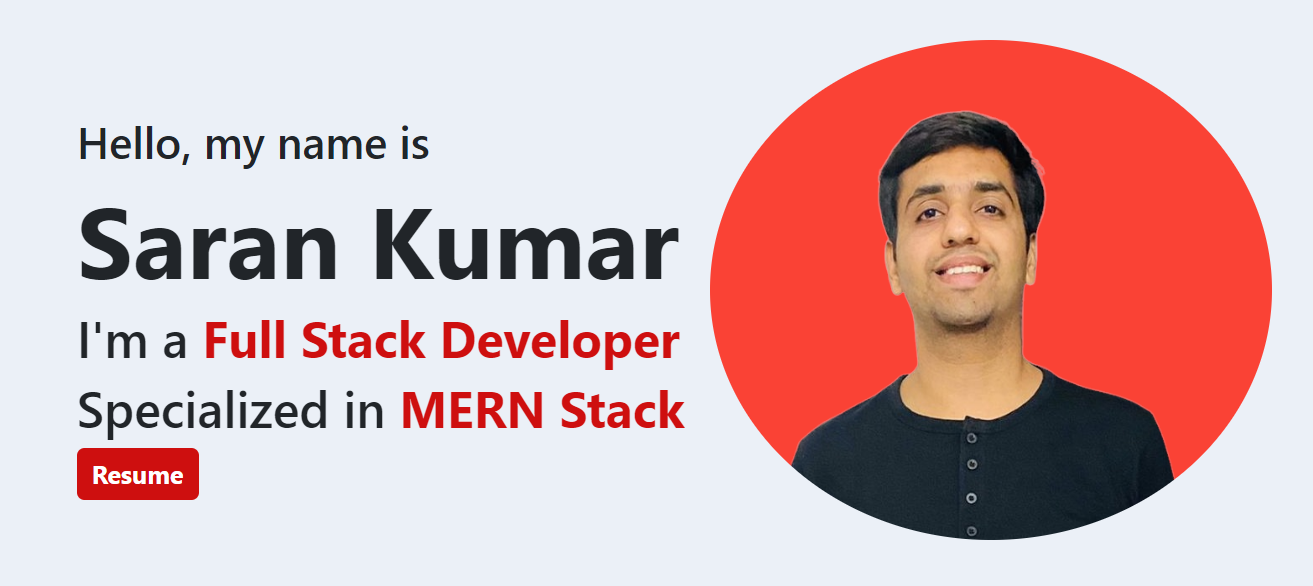 Hello, my name is
Saran Kumar
I'm a Full Stack Developer
Specialized in MERN Stack
Resume